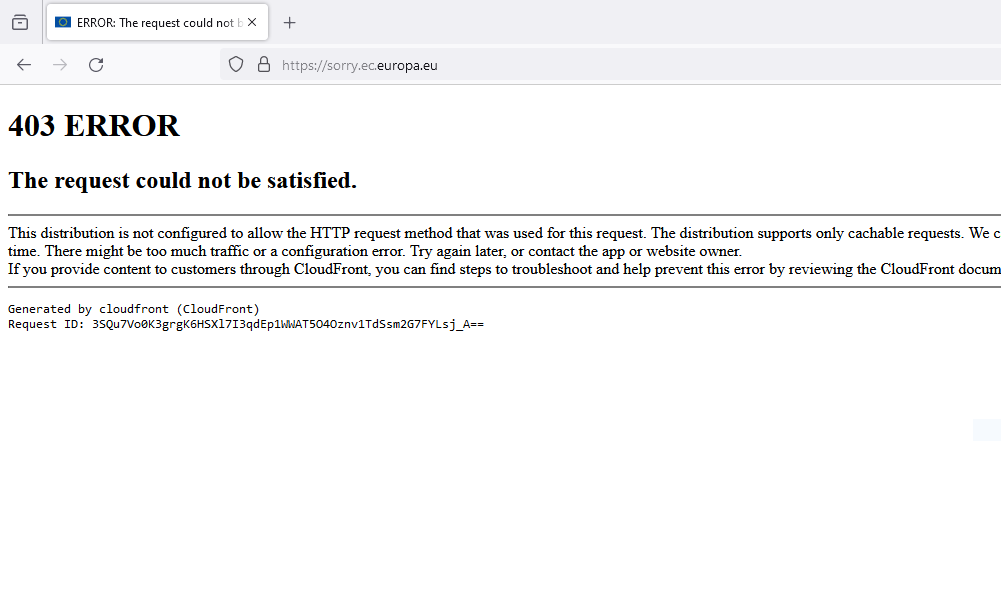 ERROR: The request could not b
https://sorry.ec.europa.eu
403 ERROR
The request could not be satisfied.
This distribution is not configured to allow the HTTP request method that was used for this request. The distribution supports only cachable requests. We c
time. There might be too much traffic or a configuration error. Try again later, or contact the app or website owner.
If you provide content to customers through CloudFront, you can find steps to troubleshoot and help prevent this error by reviewing the CloudFront docum
Generated by cloudfront (CloudFront)
Request ID: 3SQu7Vo0K3grgK6HSXl7I3qdEp1WWAT5O4Oznv1TdSsm2G7FYLsj_A==